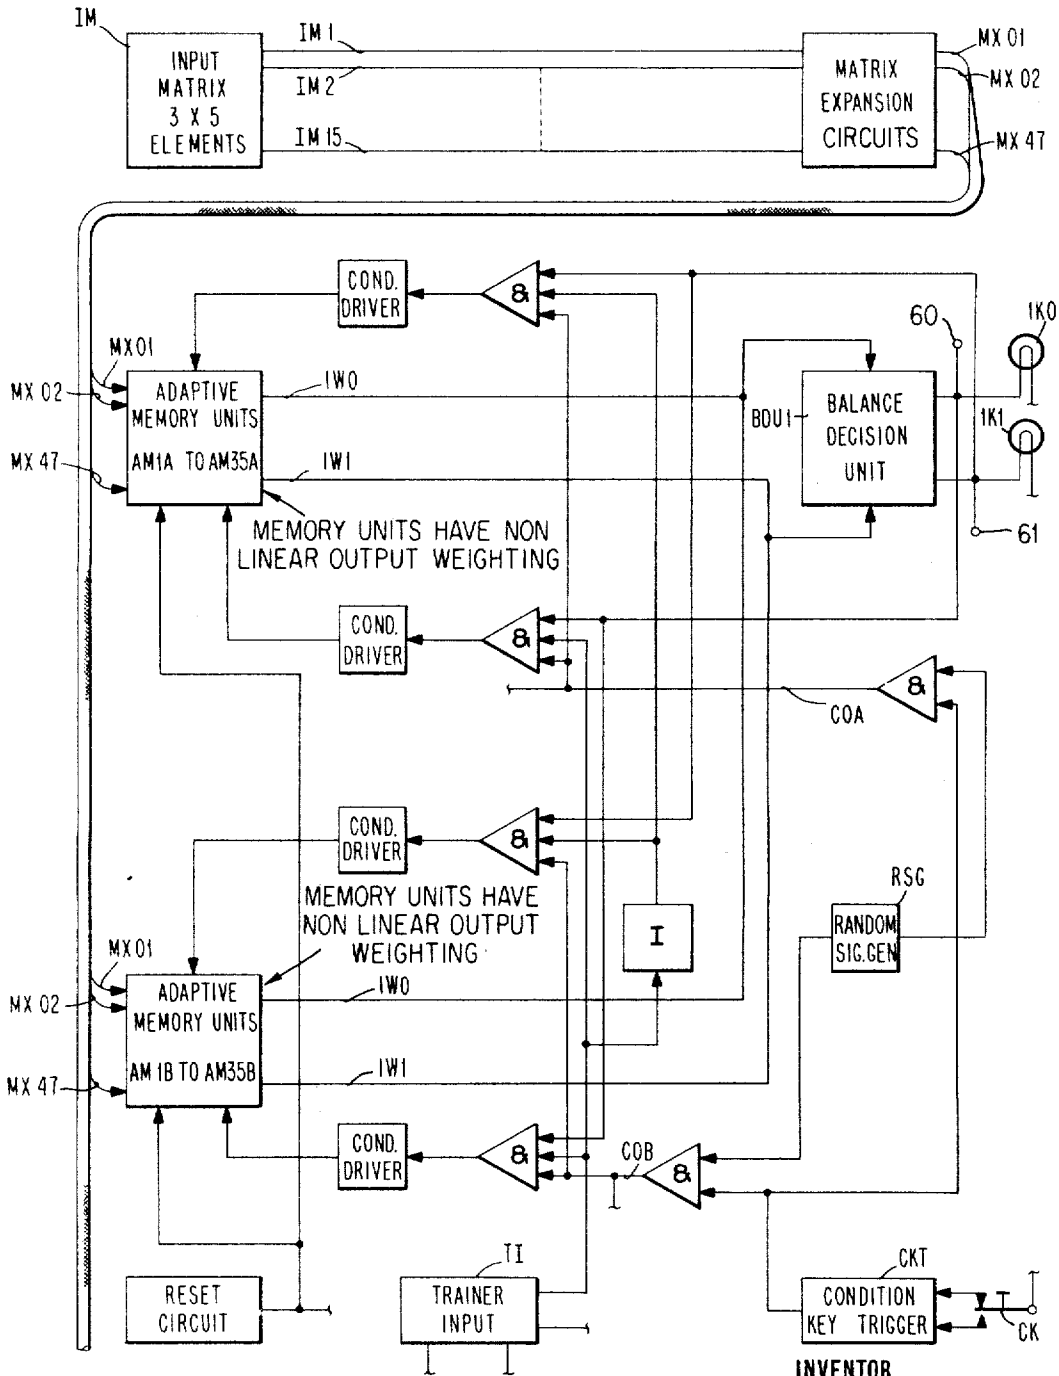 IM
INPUT
MATRIX
3 X 5
ELEMENTS
IM 1
IM 2
IM 15
MATRIX
EXPANSION
CIRCUITS
MX 01
MX 02
MX 47
COND.
DRIVER
&
60
1K0
MX 01
MX 02
MX 47
ADAPTIVE
MEMORY UNITS
AM1A TO AM35A
1W0
1W1
BDU1
BALANCE
DECISION
UNIT
1K1
61
MEMORY UNITS HAVE NON
LINEAR OUTPUT WEIGHTING
COND.
DRIVER
&
&
COA
COND.
DRIVER
&
RSG
RANDOM
SIG.GEN
MEMORY UNITS HAVE
NON LINEAR OUTPUT
WEIGHTING
I
MX 01
MX 02
MX 47
ADAPTIVE
MEMORY UNITS
AM 1B TO AM35B
1W0
1W1
COND.
DRIVER
&
COB
&
RESET
CIRCUIT
TI
TRAINER
INPUT
CKT
CONDITION
KEY TRIGGER
CK
INVENTOR